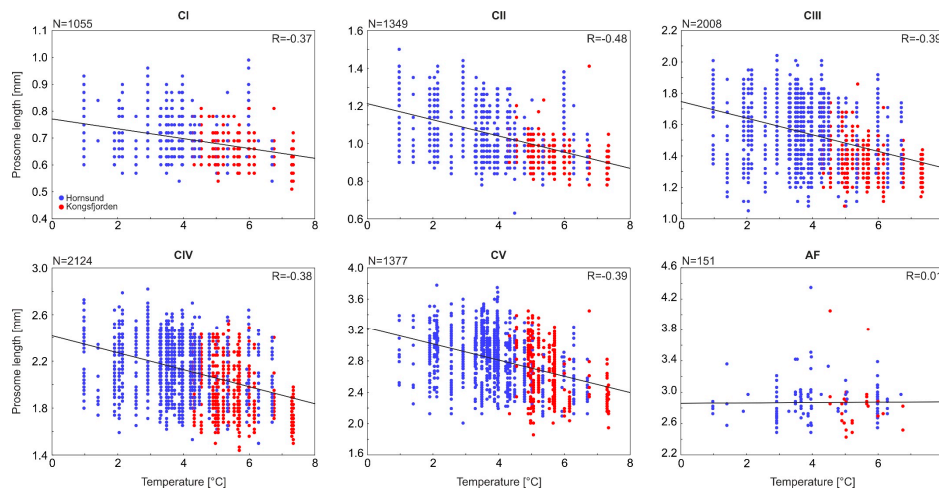 CI
N=1055
R=-0.37
Prosome length [mm]
1.1
1.0
0.9
0.8
0.7
0.6
0.5
0.4
0 2 4 6 8
Hornsund
Kongsfjorden
CII
N=1349
R=-0.48
1.6
1.4
1.2
1.0
0.8
0.6
0 2 4 6 8
CIII
N=2008
R=-0.39
2.2
2.0
1.8
1.6
1.4
1.2
1.0
0 2 4 6
CIV
N=2124
R=-0.38
Prosome length [mm]
3.0
2.6
2.2
1.8
1.4
0 2 4 6 8
Temperature [°C]
CV
N=1377
R=-0.39
4.0
3.6
3.2
2.8
2.4
2.0
1.6
0 2 4 6 8
Temperature [°C]
AF
N=151
R=0.01
4.6
4.2
3.8
3.4
3.0
2.6
2.2
0 2 4 6
Temperature [°C]